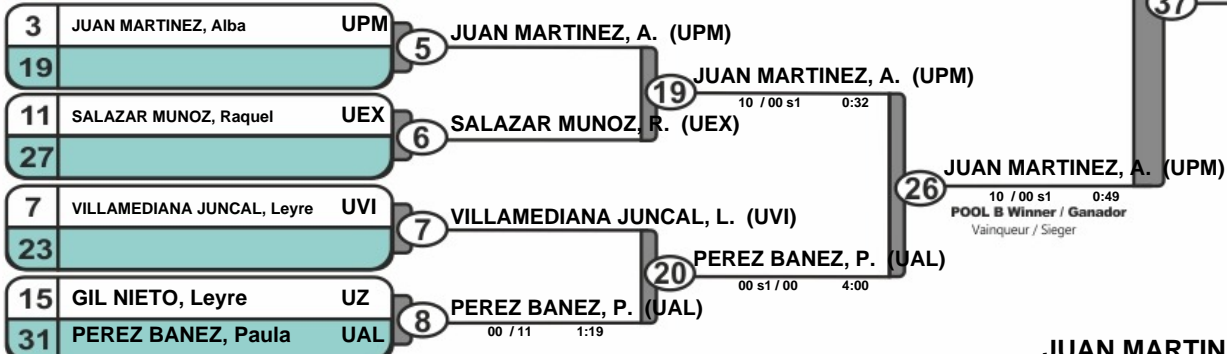 37
3 JUAN MARTINEZ, Alba UPM
19
5 JUAN MARTINEZ, A. (UPM)
11 SALAZAR MUNOZ, Raquel UEX
27
6 SALAZAR MUNOZ, R. (UEX)
19 JUAN MARTINEZ, A. (UPM)
10 / 00 s1 0:32
7 VILLAMEDIANA JUNCAL, Leyre UVI
23
7 VILLAMEDIANA JUNCAL, L. (UVI)
15 GIL NIETO, Leyre UZ
31 PEREZ BANEZ, Paula UAL
8 PEREZ BANEZ, P. (UAL)
00 / 11 1:19
20 PEREZ BANEZ, P. (UAL)
00 s1 / 00 4:00
26 JUAN MARTINEZ, A. (UPM)
10 / 00 s1 0:49
POOL B Winner / Ganador
Vainqueur / Sieger
JUAN MARTIN